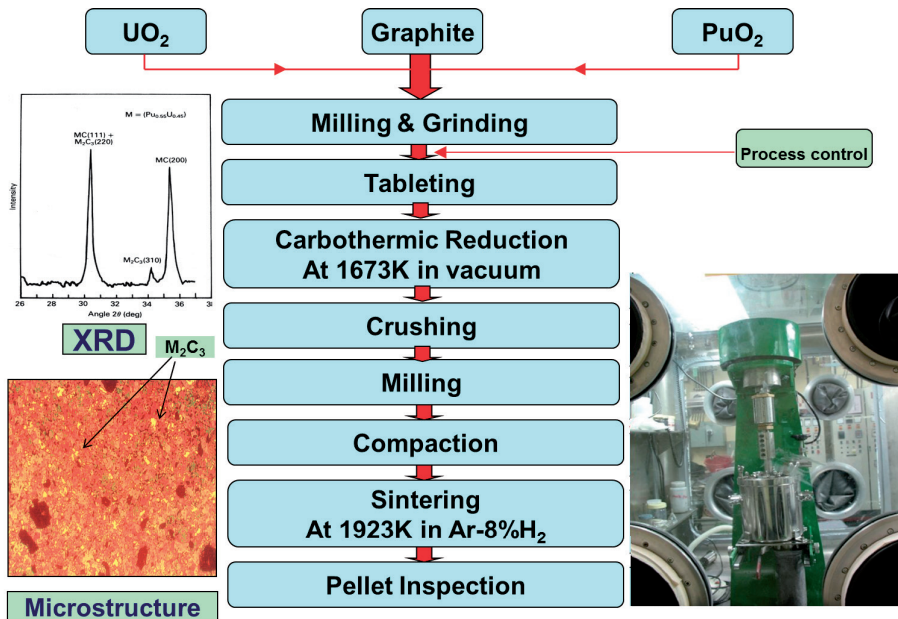 UO₂
Graphite
PuO₂
Milling & Grinding
Process control
Tableting
Carbothermic Reduction
At 1673K in vacuum
Crushing
Milling
Compaction
Sintering
At 1923K in Ar-8%H₂
Pellet Inspection
M = (Pu₀.₅₅U₀.₄₅)
MC(111) +
M₂C₃(220)
MC(200)
M₂C₃(310)
Intensity
26 28 30 32 34 36 3
Angle 2θ (deg)
XRD
M₂C₃
Microstructure